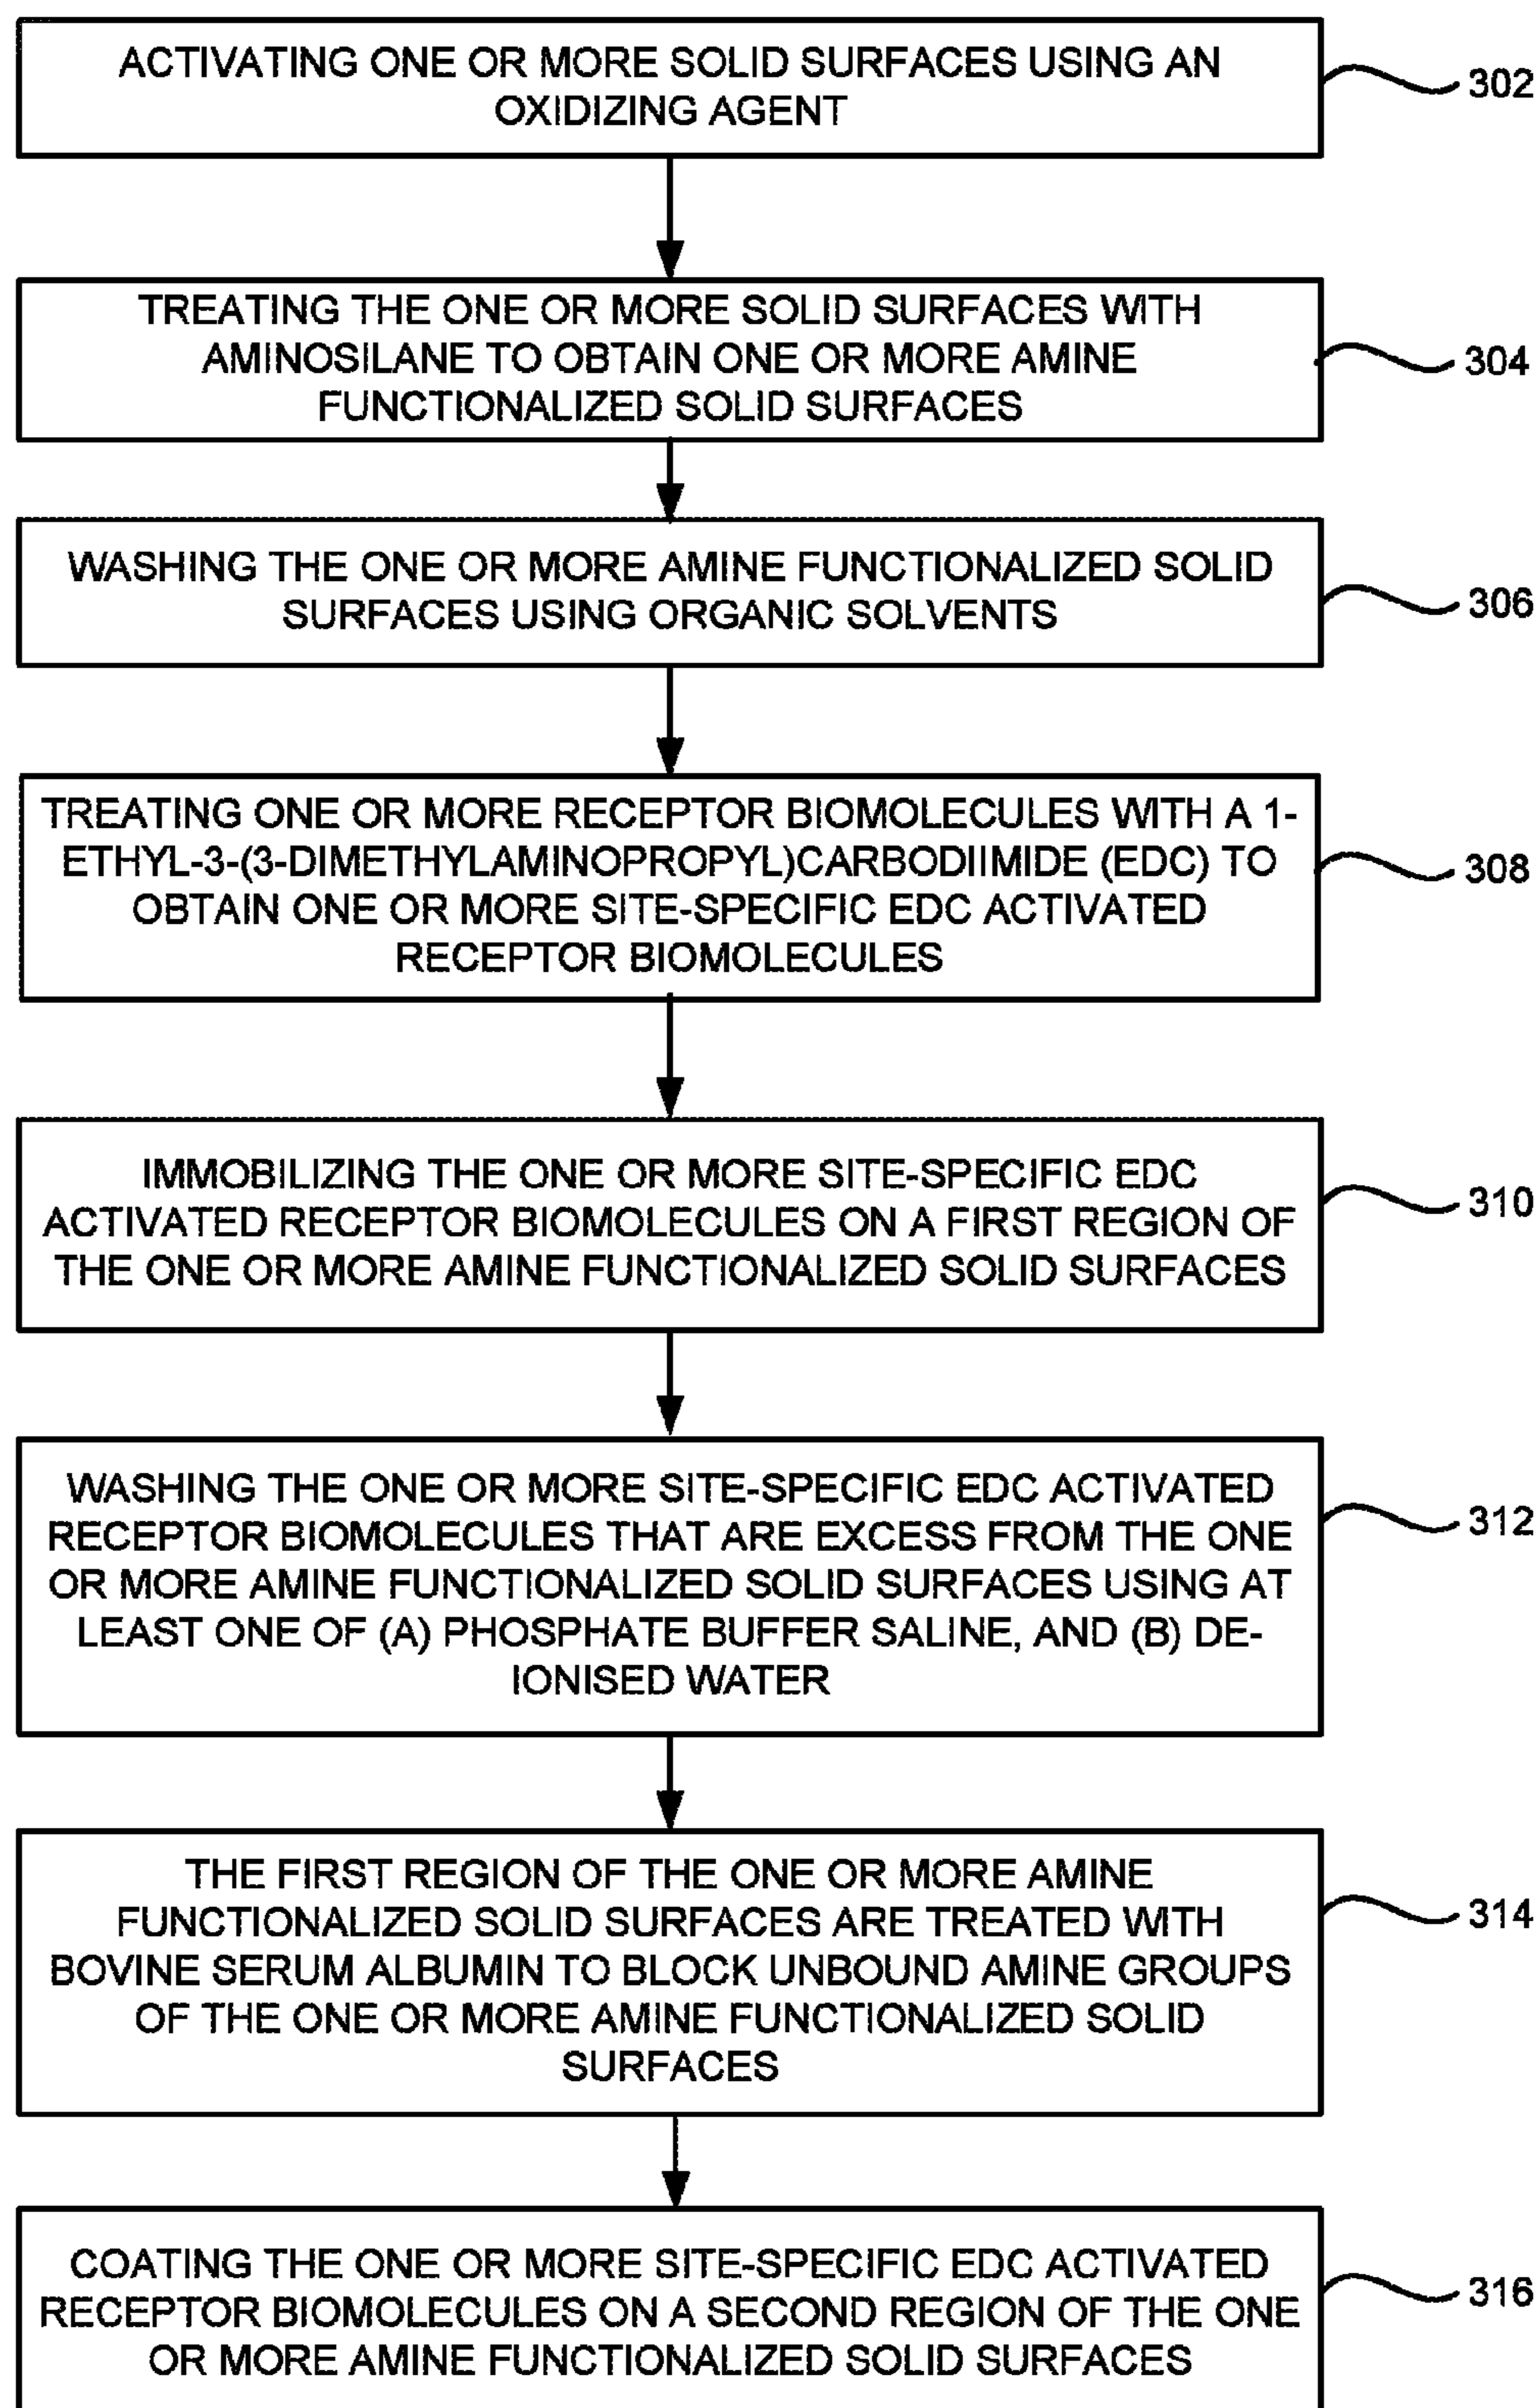 ACTIVATING ONE OR MORE SOLID SURFACES USING AN
OXIDIZING AGENT
302
TREATING THE ONE OR MORE SOLID SURFACES WITH
AMINOSILANE TO OBTAIN ONE OR MORE AMINE
FUNCTIONALIZED SOLID SURFACES
304
WASHING THE ONE OR MORE AMINE FUNCTIONALIZED SOLID
SURFACES USING ORGANIC SOLVENTS
306
TREATING ONE OR MORE RECEPTOR BIOMOLECULES WITH A 1-
ETHYL-3-(3-DIMETHYLAMINOPROPYL)CARBODIIMIDE (EDC) TO
OBTAIN ONE OR MORE SITE-SPECIFIC EDC ACTIVATED
RECEPTOR BIOMOLECULES
308
IMMOBILIZING THE ONE OR MORE SITE-SPECIFIC EDC
ACTIVATED RECEPTOR BIOMOLECULES ON A FIRST REGION OF
THE ONE OR MORE AMINE FUNCTIONALIZED SOLID SURFACES
310
WASHING THE ONE OR MORE SITE-SPECIFIC EDC ACTIVATED
RECEPTOR BIOMOLECULES THAT ARE EXCESS FROM THE ONE
OR MORE AMINE FUNCTIONALIZED SOLID SURFACES USING AT
LEAST ONE OF (A) PHOSPHATE BUFFER SALINE, AND (B) DE-
IONISED WATER
312
THE FIRST REGION OF THE ONE OR MORE AMINE
FUNCTIONALIZED SOLID SURFACES ARE TREATED WITH
BOVINE SERUM ALBUMIN TO BLOCK UNBOUND AMINE GROUPS
OF THE ONE OR MORE AMINE FUNCTIONALIZED SOLID
SURFACES
314
COATING THE ONE OR MORE SITE-SPECIFIC EDC ACTIVATED
RECEPTOR BIOMOLECULES ON A SECOND REGION OF THE ONE
OR MORE AMINE FUNCTIONALIZED SOLID SURFACES
316